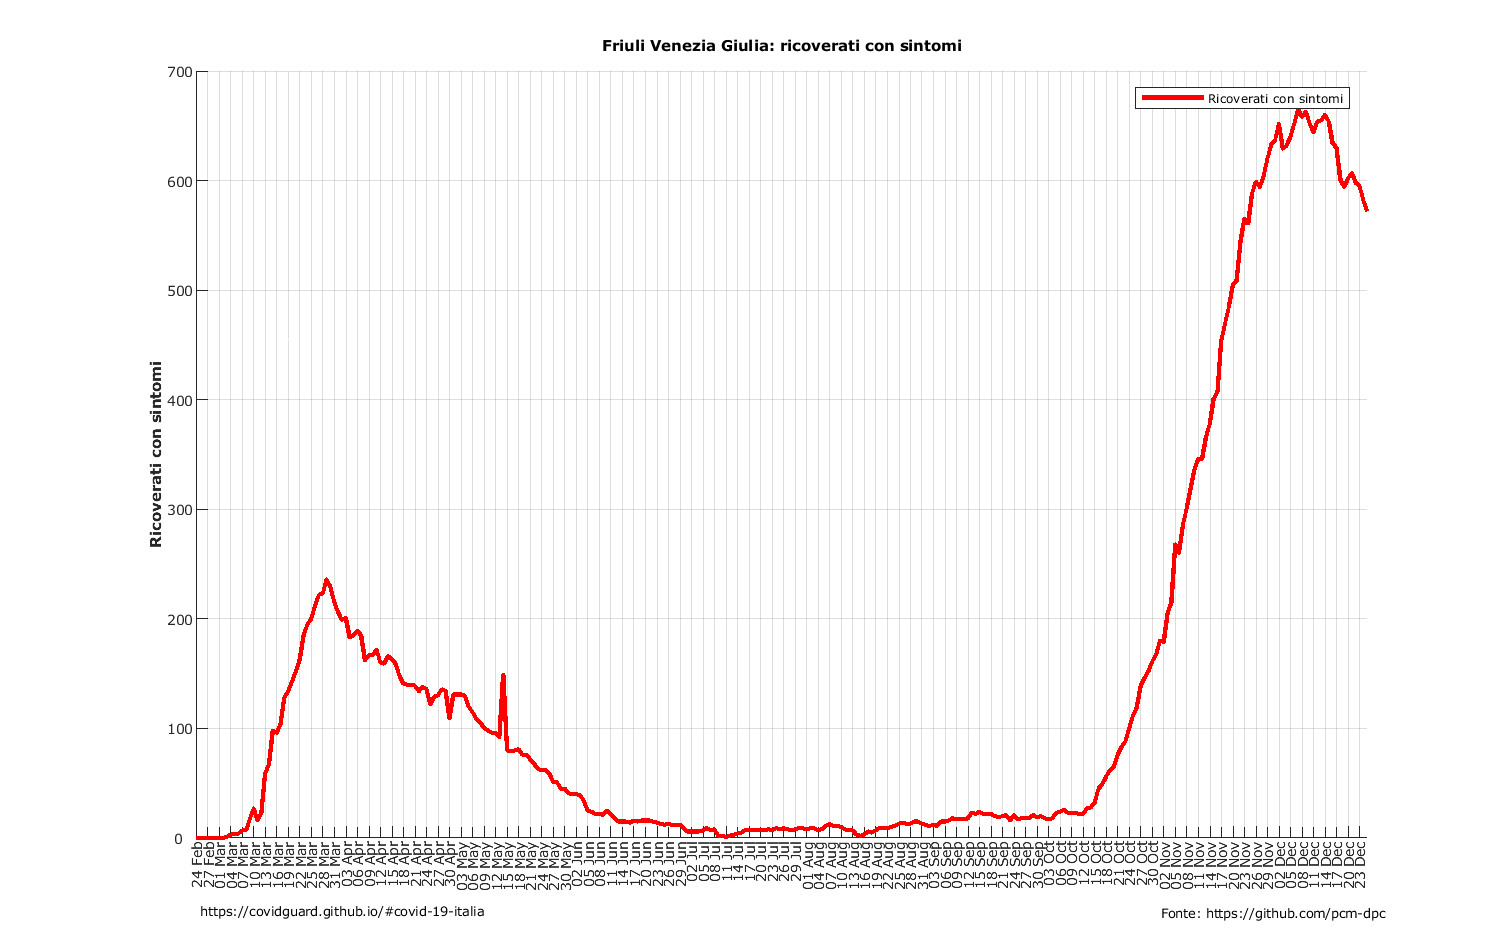 Friuli Venezia Giulia: ricoverati con sintomi
Ricoverati con sintomi
Ricoverati con sintomi
700
600
500
400
300
200
100
0
24 Feb
27 Feb
01 Mar
04 Mar
07 Mar
10 Mar
13 Mar
16 Mar
19 Mar
22 Mar
25 Mar
28 Mar
31 Mar
03 Apr
06 Apr
09 Apr
12 Apr
15 Apr
18 Apr
21 Apr
24 Apr
27 Apr
30 Apr
03 May
06 May
09 May
12 May
15 May
18 May
21 May
24 May
27 May
30 May
02 Jun
05 Jun
08 Jun
11 Jun
14 Jun
17 Jun
20 Jun
23 Jun
26 Jun
29 Jun
02 Jul
05 Jul
08 Jul
11 Jul
14 Jul
17 Jul
20 Jul
23 Jul
26 Jul
29 Jul
01 Aug
04 Aug
07 Aug
10 Aug
13 Aug
16 Aug
19 Aug
22 Aug
25 Aug
28 Aug
31 Aug
03 Sep
06 Sep
09 Sep
12 Sep
15 Sep
18 Sep
21 Sep
24 Sep
27 Sep
30 Sep
03 Oct
06 Oct
09 Oct
12 Oct
15 Oct
18 Oct
21 Oct
24 Oct
27 Oct
30 Oct
02 Nov
05 Nov
08 Nov
11 Nov
14 Nov
17 Nov
20 Nov
23 Nov
26 Nov
29 Nov
02 Dec
05 Dec
08 Dec
11 Dec
14 Dec
17 Dec
20 Dec
23 Dec
https://covidguard.github.io/#covid-19-italia
Fonte: https://github.com/pcm-dpc